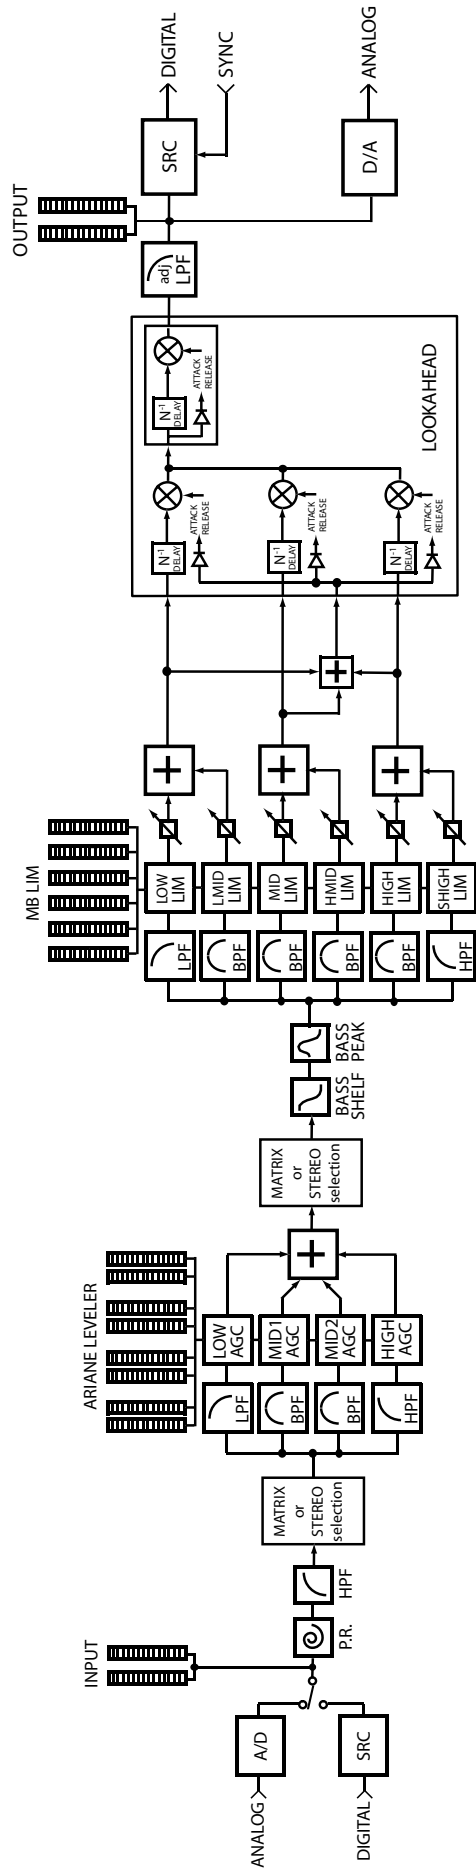 INPUT
ANALOG
A/D
DIGITAL
SRC
P.R.
HPF
MATRIX
or
STEREO
selection
ARIANE LEVELER
LPF
LOW
AGC
BPF
MID1
AGC
BPF
MID2
AGC
HPF
HIGH
AGC
+
MATRIX
or
STEREO
selection
BASS
SHELF
BASS
PEAK
MB LIM
LPF
LOW
LIM
BPF
LMID
LIM
BPF
MID
LIM
BPF
HMID
LIM
BPF
HIGH
LIM
HPF
SHIGH
LIM
+
+
+
+
N-1
DELAY
ATTACK
RELEASE
N-1
DELAY
ATTACK
RELEASE
N-1
DELAY
ATTACK
RELEASE
N-1
DELAY
ATTACK
RELEASE
LOOKAHEAD
adj
LPF
OUTPUT
SRC
DIGITAL
SYNC
D/A
ANALOG